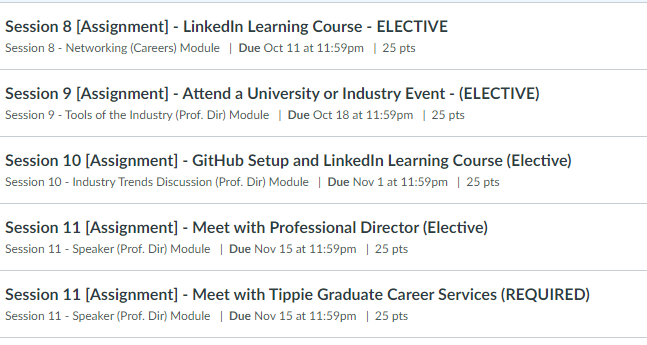 Session 8 [Assignment] - LinkedIn Learning Course - ELECTIVE
Session 8 - Networking (Careers) Module | Due Oct 11 at 11:59pm | 25 pts
Session 9 [Assignment] - Attend a University or Industry Event - (ELECTIVE)
Session 9 - Tools of the Industry (Prof. Dir) Module | Due Oct 18 at 11:59pm | 25 pts
Session 10 [Assignment] - GitHub Setup and LinkedIn Learning Course (Elective)
Session 10 - Industry Trends Discussion (Prof. Dir) Module | Due Nov 1 at 11:59pm | 25 pts
Session 11 [Assignment] - Meet with Professional Director (Elective)
Session 11 - Speaker (Prof. Dir) Module | Due Nov 15 at 11:59pm | 25 pts
Session 11 [Assignment] - Meet with Tippie Graduate Career Services (REQUIRED)
Session 11 - Speaker (Prof. Dir) Module | Due Nov 15 at 11:59pm | 25 pts